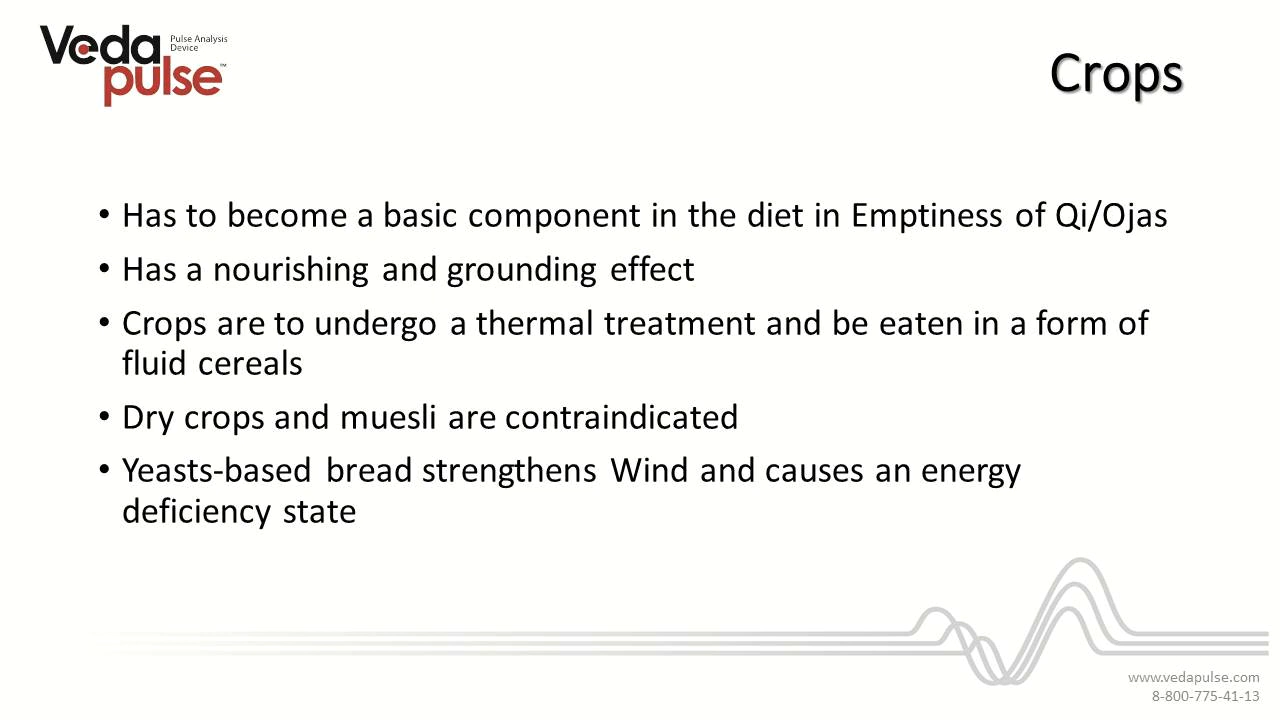 Veda
pulse™
Pulse Analysis
Device
Crops
• Has to become a basic component in the diet in Emptiness of Qi/Ojas
• Has a nourishing and grounding effect
• Crops are to undergo a thermal treatment and be eaten in a form of
fluid cereals
• Dry crops and muesli are contraindicated
• Yeasts-based bread strengthens Wind and causes an energy
deficiency state
www.vedapulse.com
8-800-775-41-13